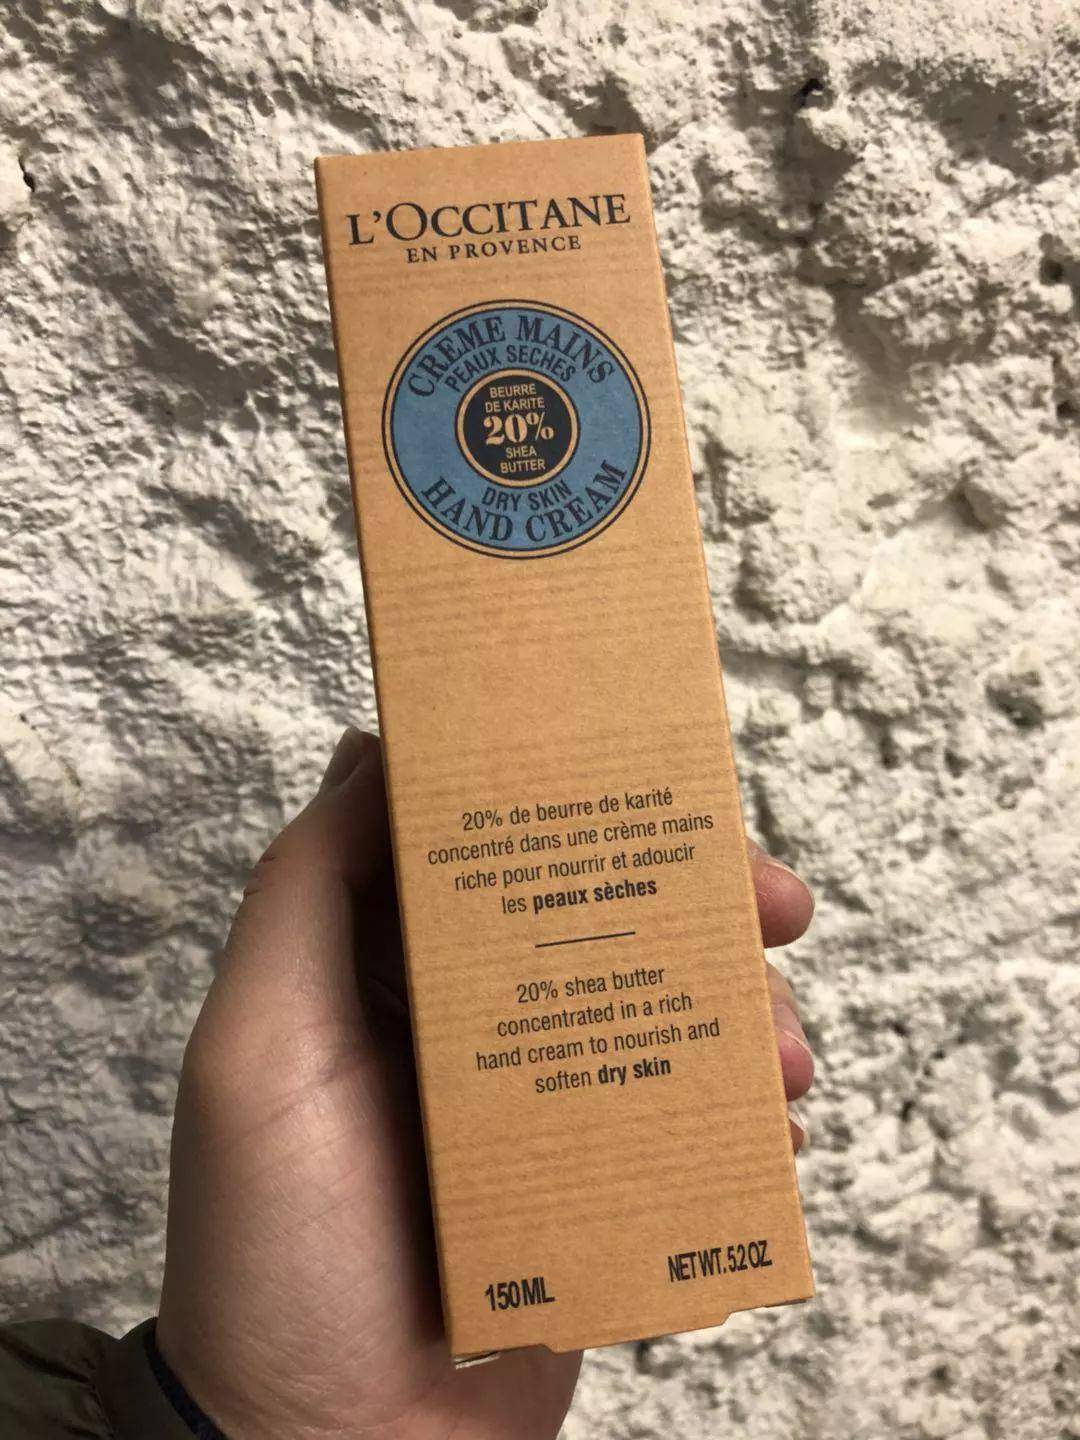 L'OCCITANE
EN PROVENCE
CREME MAINS
PEAUX SECHES
BEURRE
DE KARITE
20%
SHEA
BUTTER
DRY SKIN
HAND CREAM
20% de beurre de karité
concentré dans une crème mains
riche pour nourrir et adoucir
les peaux sèches
20% shea butter
concentrated in a rich
hand cream to nourish and
soften dry skin
150ML
NET WT. 5.2 OZ